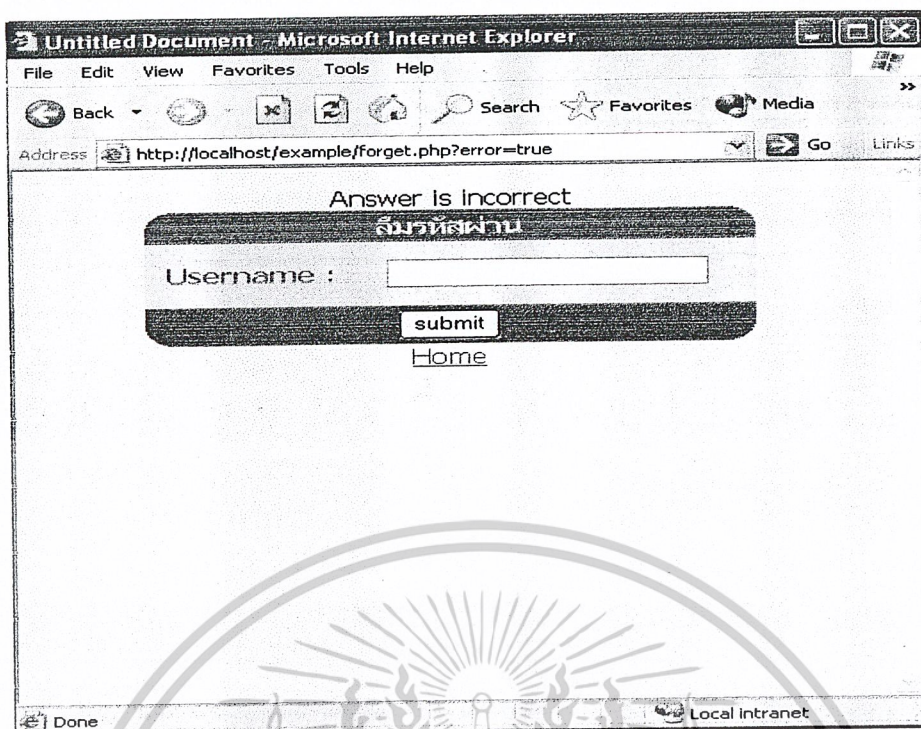 Untitled Document - Microsoft Internet Explorer
File Edit View Favorites Tools Help
Back Search Favorites Media »
Address http://localhost/example/forget.php?error=true Go Links
Answer is incorrect
ลืมรหัสผ่าน
Username :
submit
Home
Done Local intranet